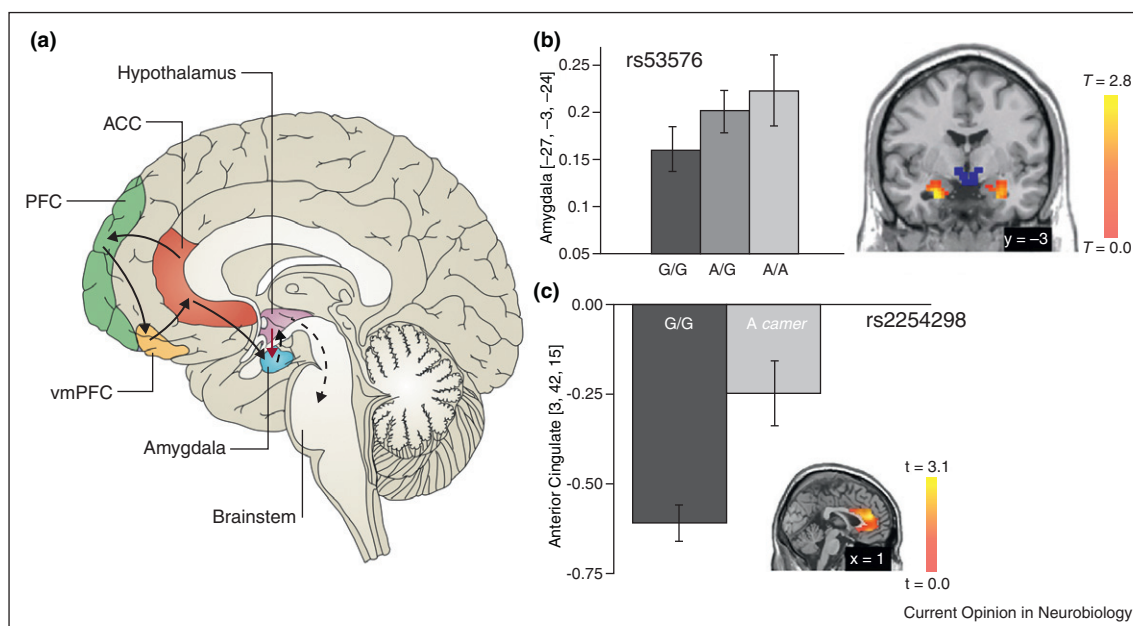 (a)
Hypothalamus
ACC
PFC
vmPFC
Amygdala
Brainstem
(b)
rs53576
Amygdala [–27, –3, –24]
0.25
0.20
0.15
0.1
0.05
G/G A/G A/A
y = –3
T = 2.8
T = 0.0
(c)
rs2254298
Anterior Cingulate [3, 42, 15]
0.00
-0.25
-0.50
-0.75
G/G
A camer
x = 1
t = 3.1
t = 0.0
Current Opinion in Neurobiology